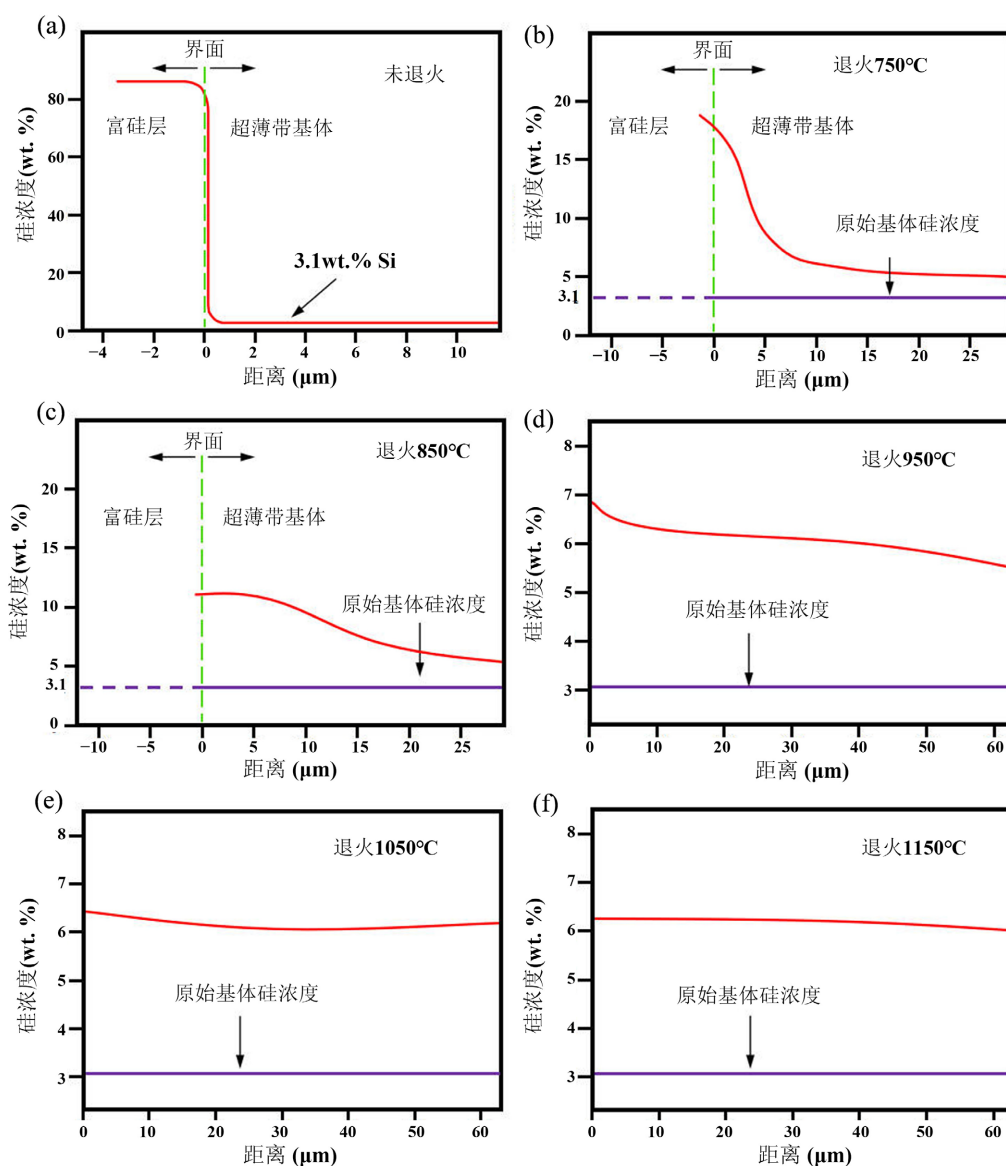 (a)
界面
未退火
富硅层
超薄带基体
3.1wt.% Si
硅浓度(wt. %)
80
60
40
20
0
−4 −2 0 2 4 6 8 10
距离 (μm)
(b)
界面
退火750℃
富硅层
超薄带基体
原始基体硅浓度
硅浓度(wt. %)
20
15
10
5
3.1
0
−10 −5 0 5 10 15 20 25
距离 (μm)
(c)
界面
退火850℃
富硅层
超薄带基体
原始基体硅浓度
硅浓度(wt. %)
20
15
10
5
3.1
0
−10 −5 0 5 10 15 20 25
距离 (μm)
(d)
退火950℃
原始基体硅浓度
硅浓度(wt. %)
8
7
6
5
4
3
0 10 20 30 40 50 60
距离 (μm)
(e)
退火1050℃
原始基体硅浓度
硅浓度(wt. %)
8
7
6
5
4
3
0 10 20 30 40 50 60
距离 (μm)
(f)
退火1150℃
原始基体硅浓度
硅浓度(wt. %)
8
7
6
5
4
3
0 10 20 30 40 50 60
距离 (μm)